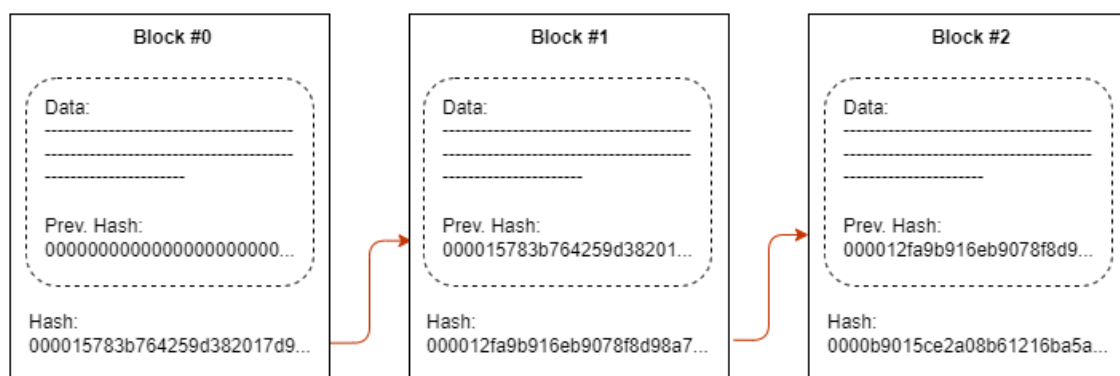 Block #0
Data:
Prev. Hash:
0000000000000000000000...
Hash:
000015783b764259d382017d9...
Block #1
Data:
Prev. Hash:
000015783b764259d38201...
Hash:
000012fa9b916eb9078f8d98a7...
Block #2
Data:
Prev. Hash:
000012fa9b916eb9078f8d9...
Hash:
0000b9015ce2a08b61216ba5a...